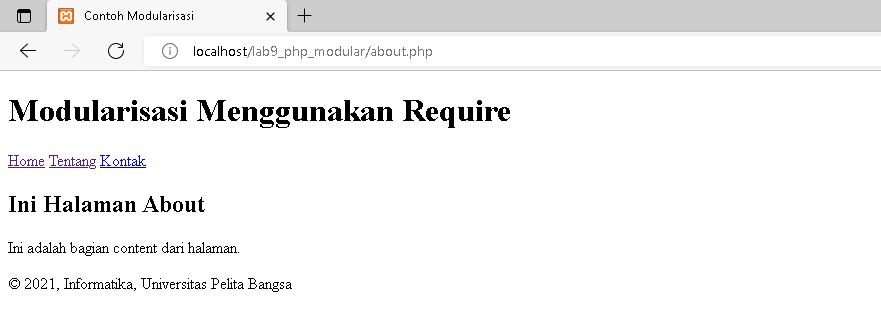 Contoh Modularisasi
localhost/lab9_php_modular/about.php
Modularisasi Menggunakan Require
Home Tentang Kontak
Ini Halaman About
Ini adalah bagian content dari halaman.
© 2021, Informatika, Universitas Pelita Bangsa